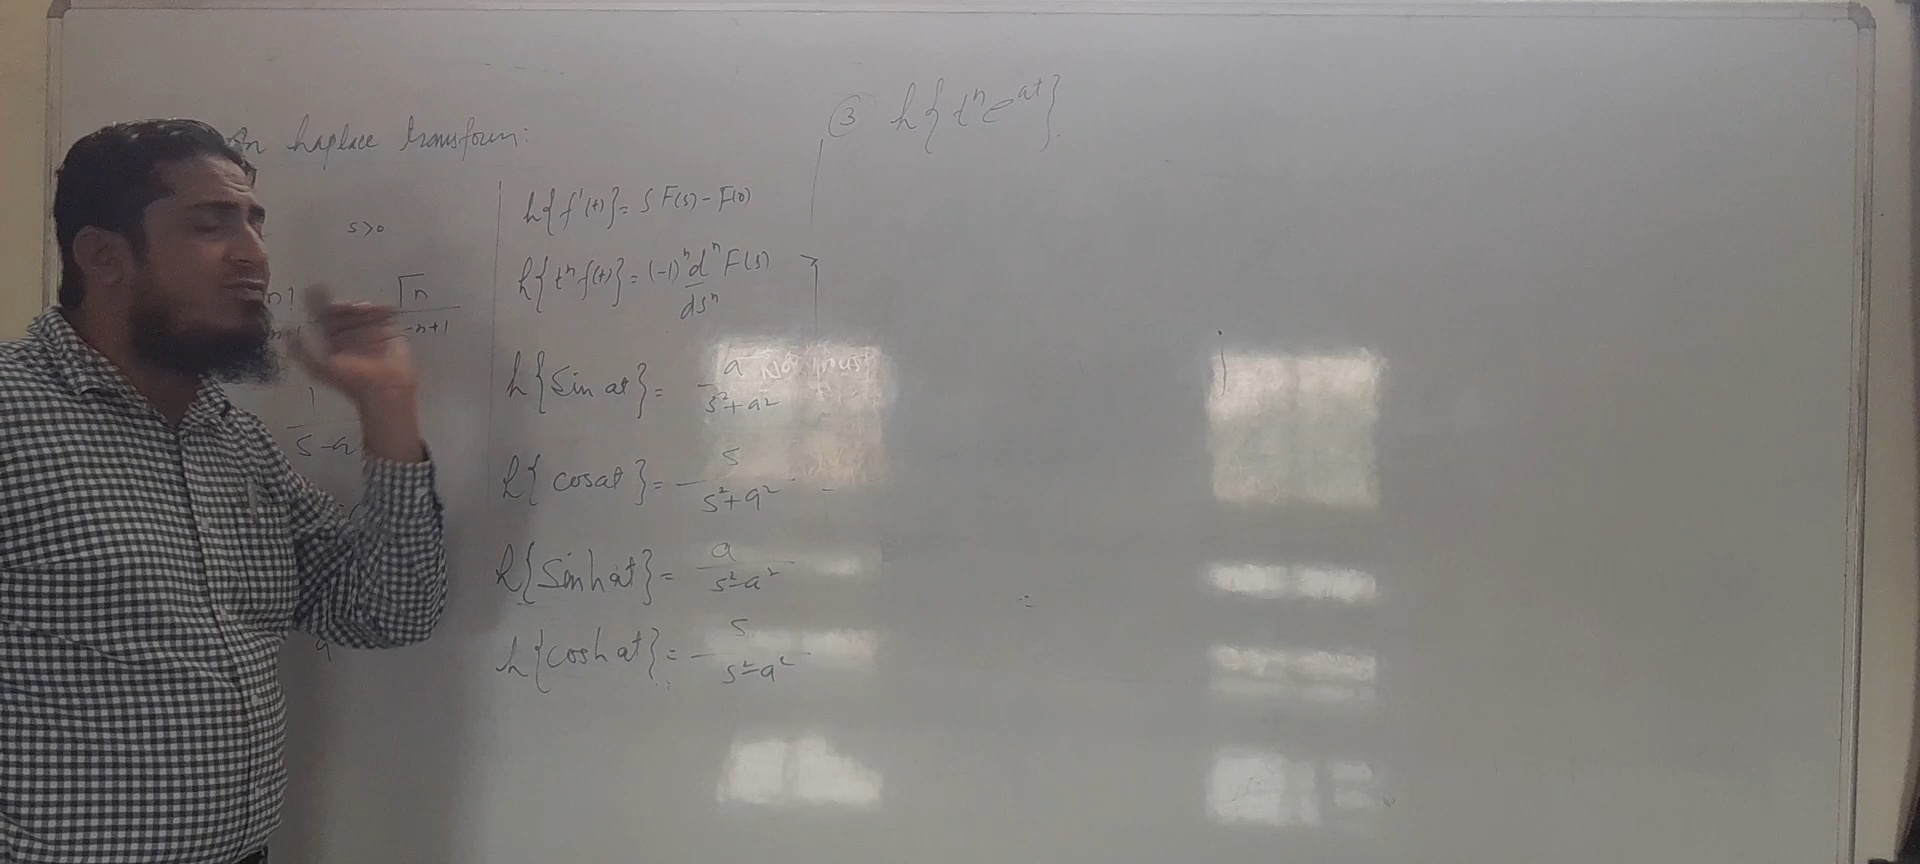 Laplace transform:
s>0
n!
√n
1
s-a
L{f'(t)} = sF(s) - F(0)
L{t^n f(t)} = (-1)^n d^n F(s)
ds^n
L{sin at} = a
s²+a²
L{cosat} = s
s²+a²
L{Sinhat} = a
s²-a²
L{coshat} = s
s²-a²
③ L{t^n e^at}